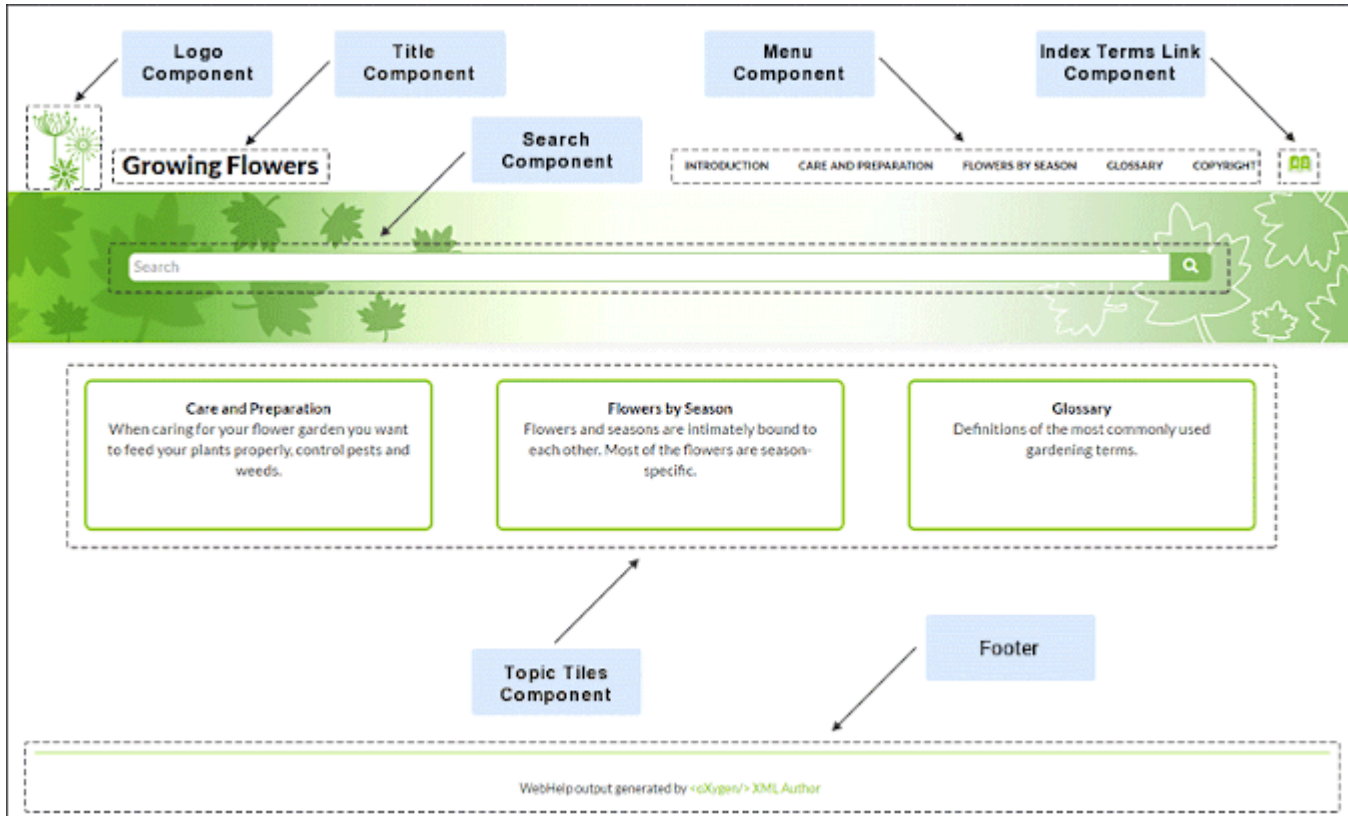 Logo
Component
Title
Component
Menu
Component
Index Terms Link
Component
Search
Component
Growing Flowers
INTRODUCTION CARE AND PREPARATION FLOWERS BY SEASON GLOSSARY COPYRIGHT
Search
Care and Preparation
When caring for your flower garden you want
to feed your plants properly, control pests and
weeds.
Flowers by Season
Flowers and seasons are intimately bound to
each other. Most of the flowers are season-
specific.
Glossary
Definitions of the most commonly used
gardening terms.
Topic Tiles
Component
Footer
WebHelp output generated by <oXygen/> XML Author